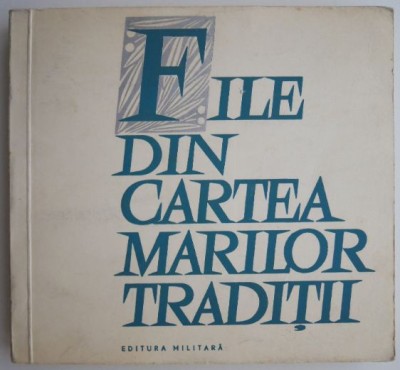 FILE
DIN
CARTEA
MARILOR
TRADIȚII
EDITURA MILITARĂ